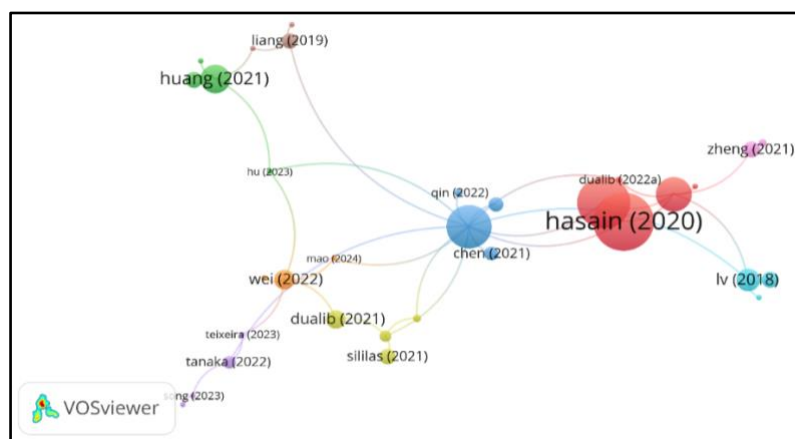 liang (2019)
huang (2021)
zheng (2021)
hu (2023)
dualib (2022a)
qin (2022)
hasain (2020)
chen (2021)
mao (2024)
wei (2022)
lv (2018)
dualib (2021)
teixeira (2023)
sililas (2021)
tanaka (2022)
song (2023)
VOSviewer